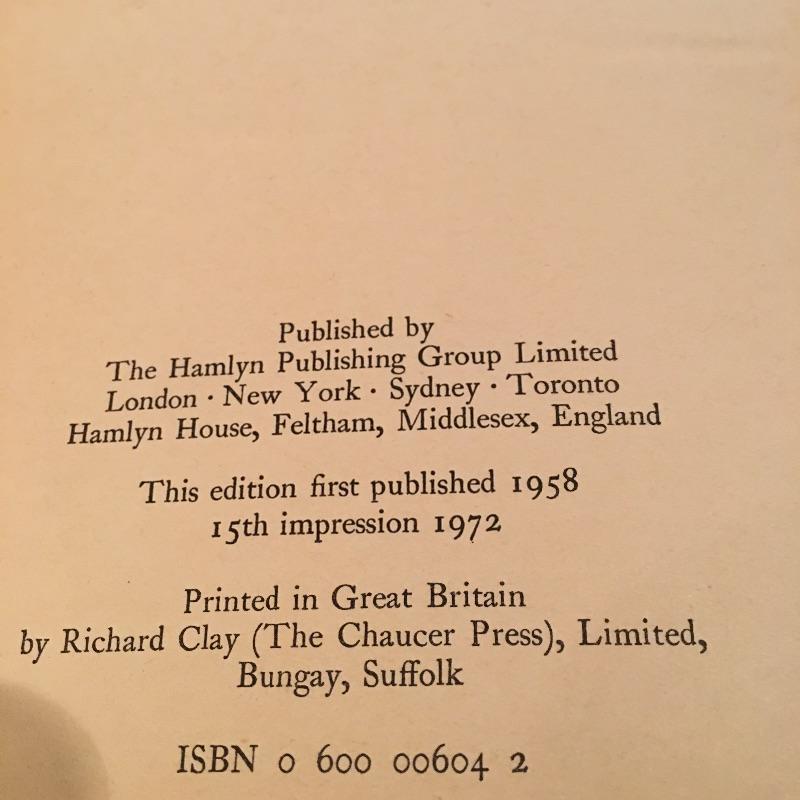 Published by
The Hamlyn Publishing Group Limited
London · New York · Sydney · Toronto
Hamlyn House, Feltham, Middlesex, England
This edition first published 1958
15th impression 1972
Printed in Great Britain
by Richard Clay (The Chaucer Press), Limited,
Bungay, Suffolk
ISBN 0 600 00604 2